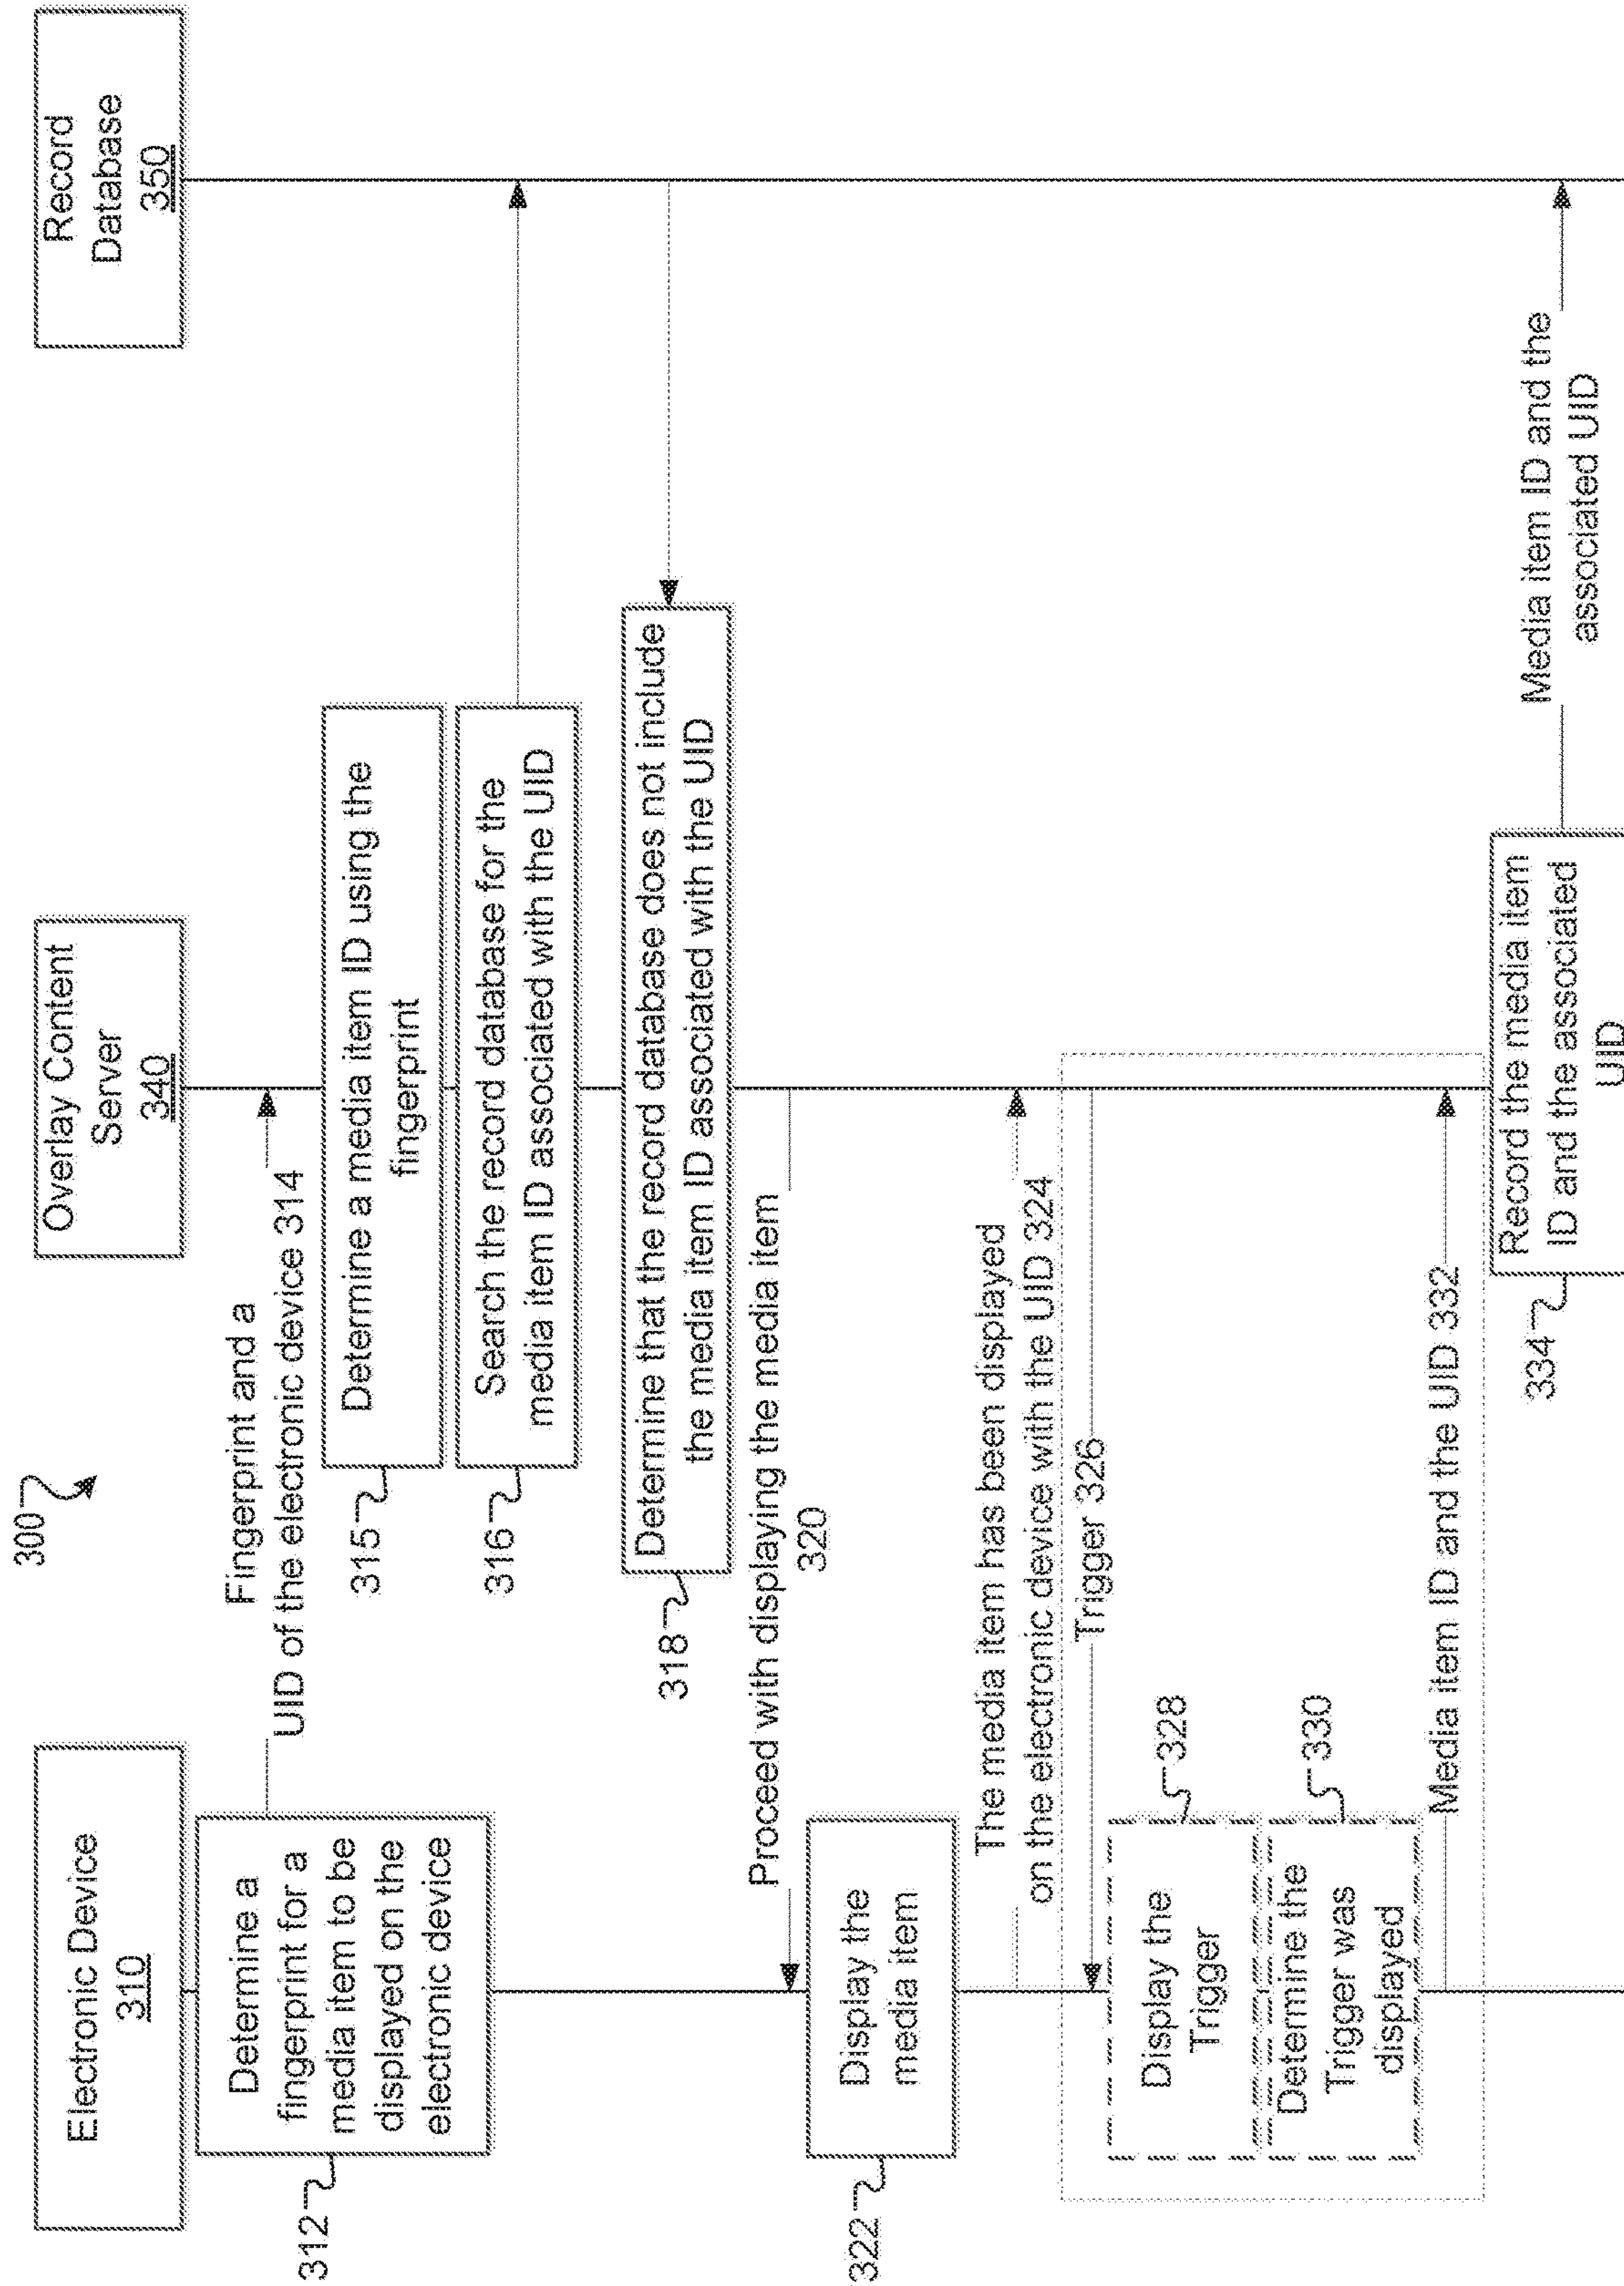 300
Electronic Device
310
Overlay Content
Server
340
Record
Database
350
312
Determine a
fingerprint for a
media item to be
displayed on the
electronic device
Fingerprint and a
UID of the electronic device 314
315
Determine a media item ID using the
fingerprint
316
Search the record database for the
media item ID associated with the UID
318
Determine that the record database does not include
the media item ID associated with the UID
Proceed with displaying the media item
320
322
Display the
media item
The media item has been displayed
on the electronic device with the UID 324
Trigger 326
Display the
Trigger
328
Determine the
Trigger was
displayed
330
Media item ID and the UID 332
334
Record the media item
ID and the associated
UID
Media item ID and the
associated UID